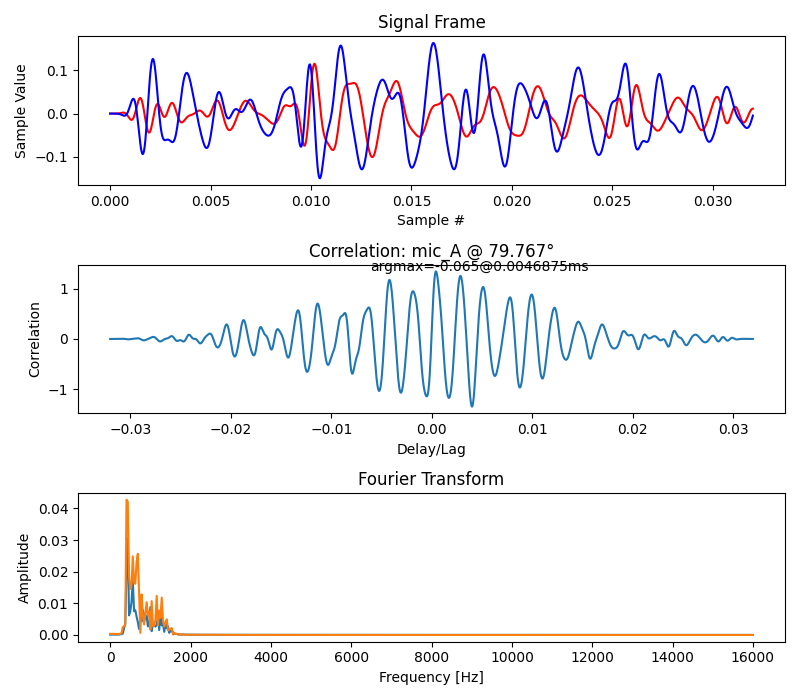 Signal Frame
Sample Value
0.1
0.0
−0.1
0.000 0.005 0.010 0.015 0.020 0.025 0.030
Sample #
Correlation: mic_A @ 79.767°
argmax=-0.065@0.0046875ms
Correlation
1
0
−1
−0.03 −0.02 −0.01 0.00 0.01 0.02 0.03
Delay/Lag
Fourier Transform
Amplitude
0.04
0.03
0.02
0.01
0.00
0 2000 4000 6000 8000 10000 12000 14000 16000
Frequency [Hz]